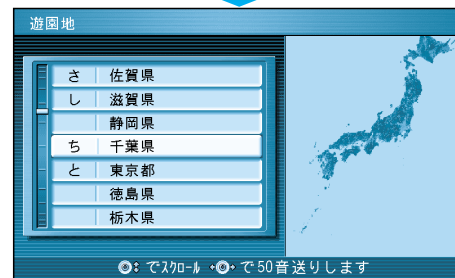 遊園地
さ 佐賀県
し 滋賀県
静岡県
ち 千葉県
と 東京都
徳島県
栃木県
でスクロール で50音送りします